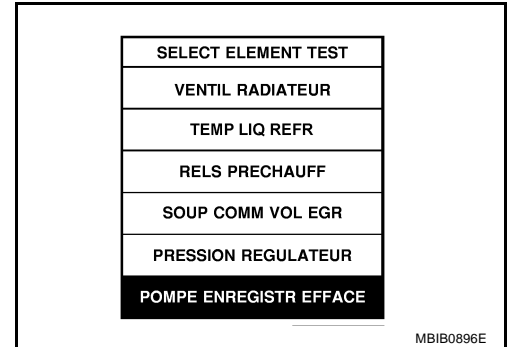 SELECT ELEMENT TEST
VENTIL RADIATEUR
TEMP LIQ REFR
RELS PRECHAUFF
SOUP COMM VOL EGR
PRESSION REGULATEUR
POMPE ENREGISTR EFFACE
MBIB0896E